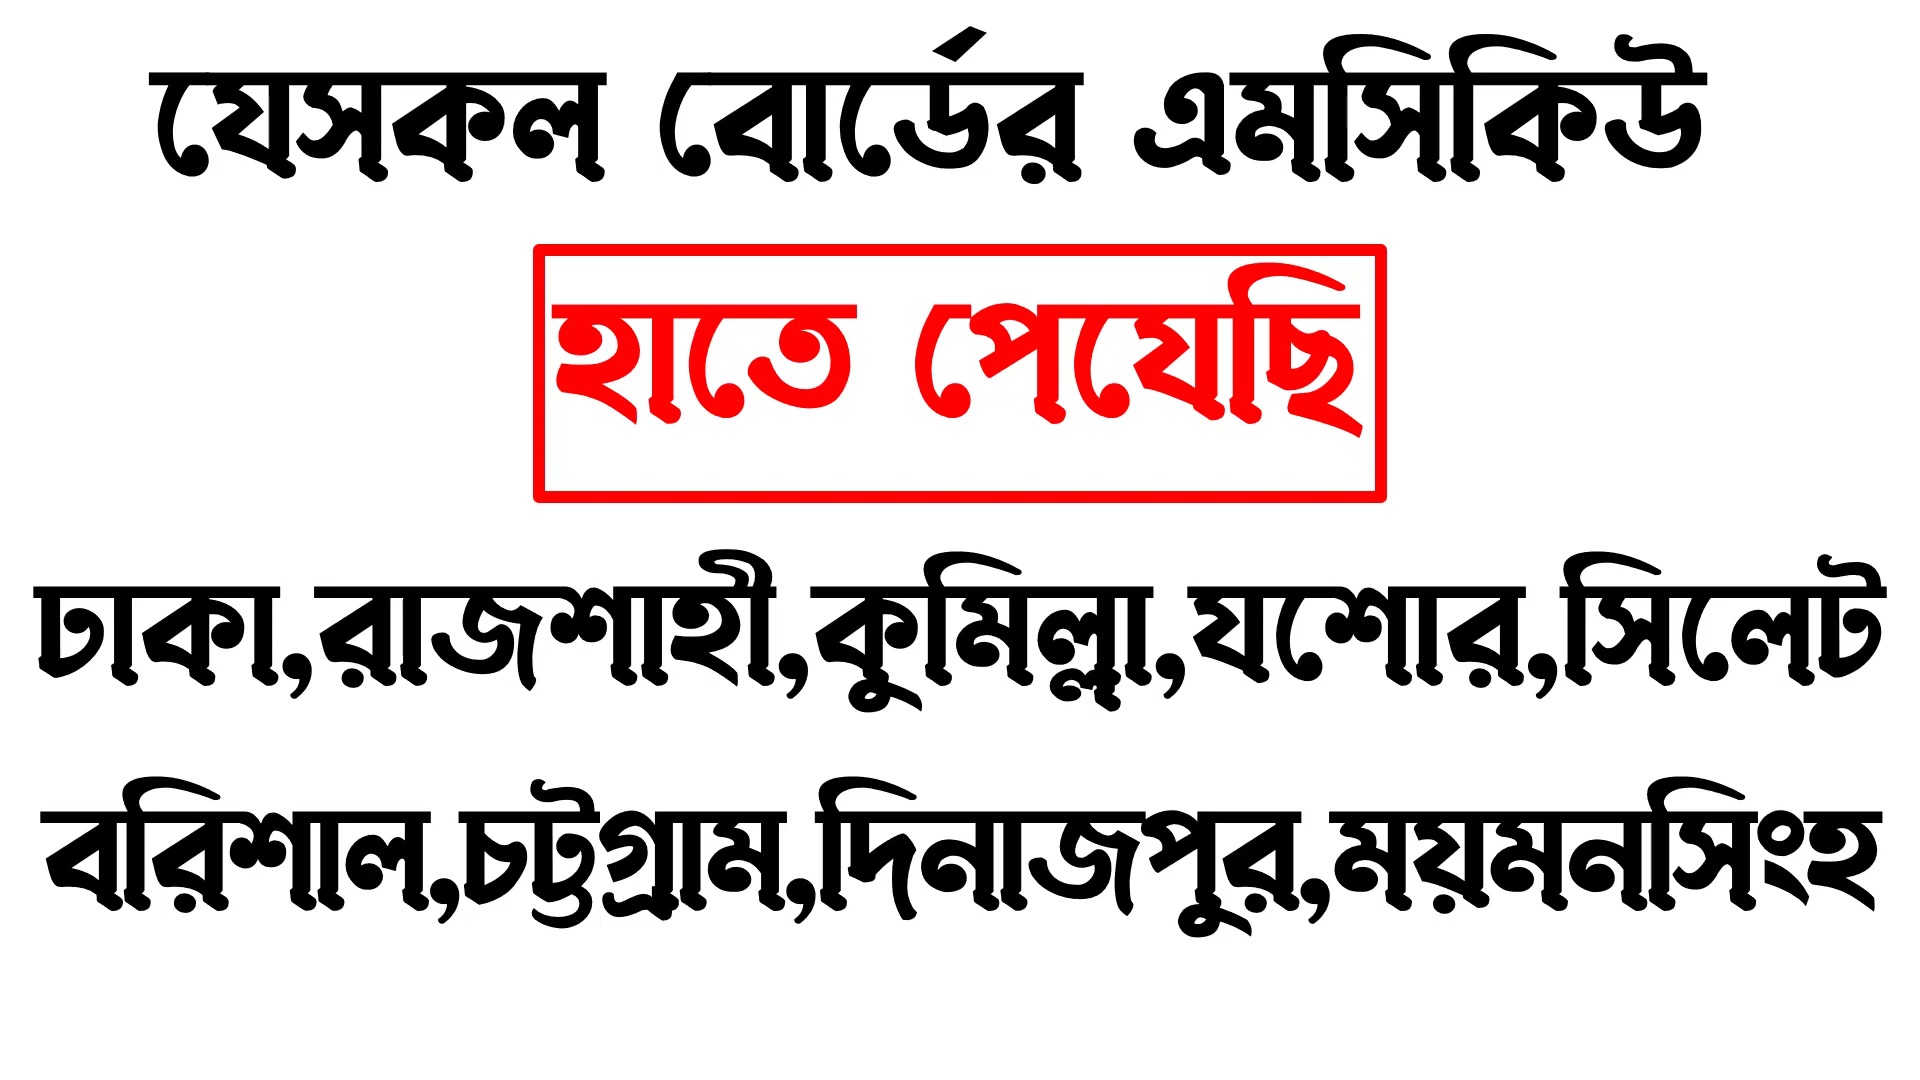 যেসকল বোর্ডের এমসিকিউ
হাতে পেযেছি
ঢাকা,রাজশাহী,কুমিল্লা,যশোর,সিলেট
বরিশাল,চট্টগ্রাম,দিনাজপুর,ময়মনসিংহ